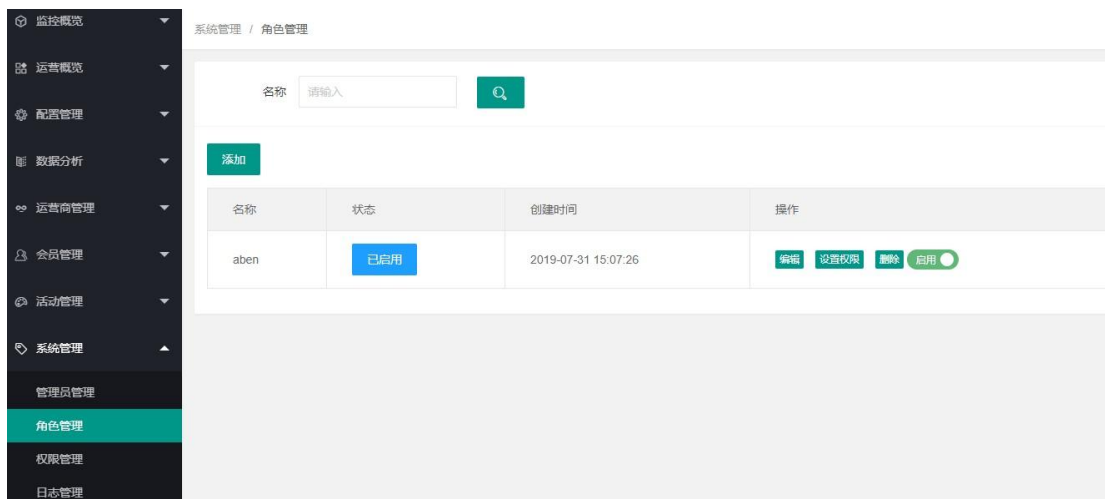 监控概览
运营概览
配置管理
数据分析
运营商管理
会员管理
活动管理
系统管理
管理员管理
角色管理
权限管理
日志管理
系统管理 / 角色管理
名称 请输入
添加
名称 状态 创建时间 操作
aben 已启用 2019-07-31 15:07:26 编辑 设置权限 删除 启用